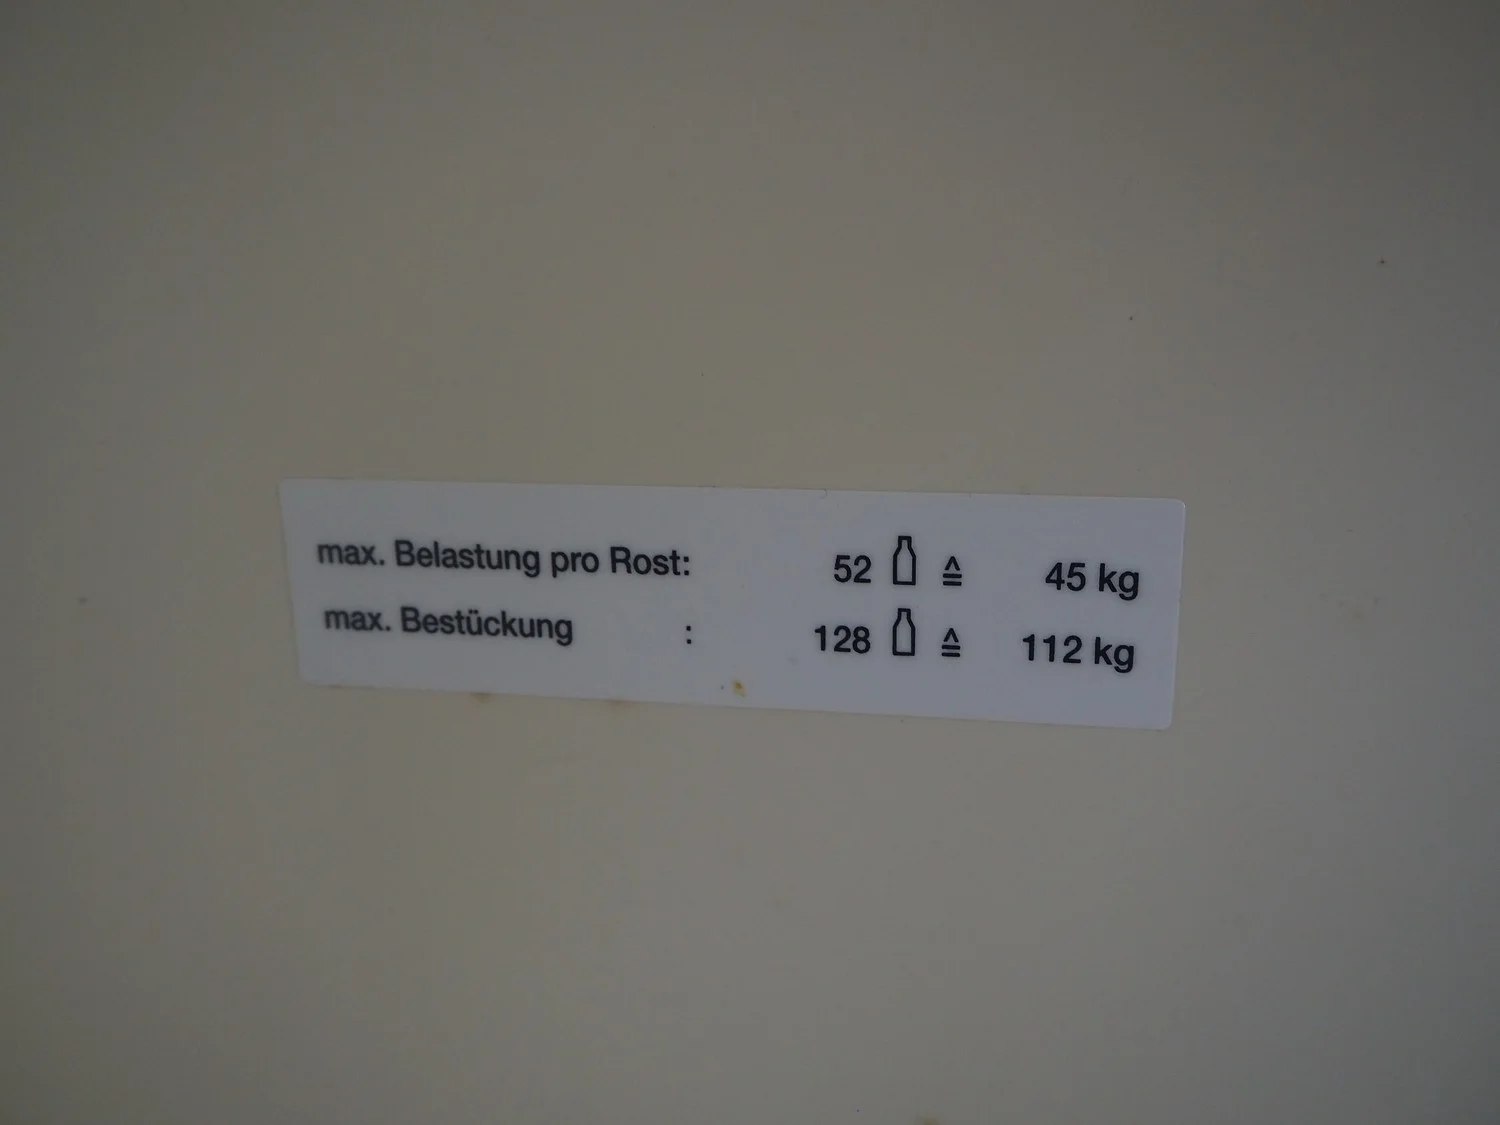 max. Belastung pro Rost: 52 ≙ 45 kg
max. Bestückung : 128 ≙ 112 kg